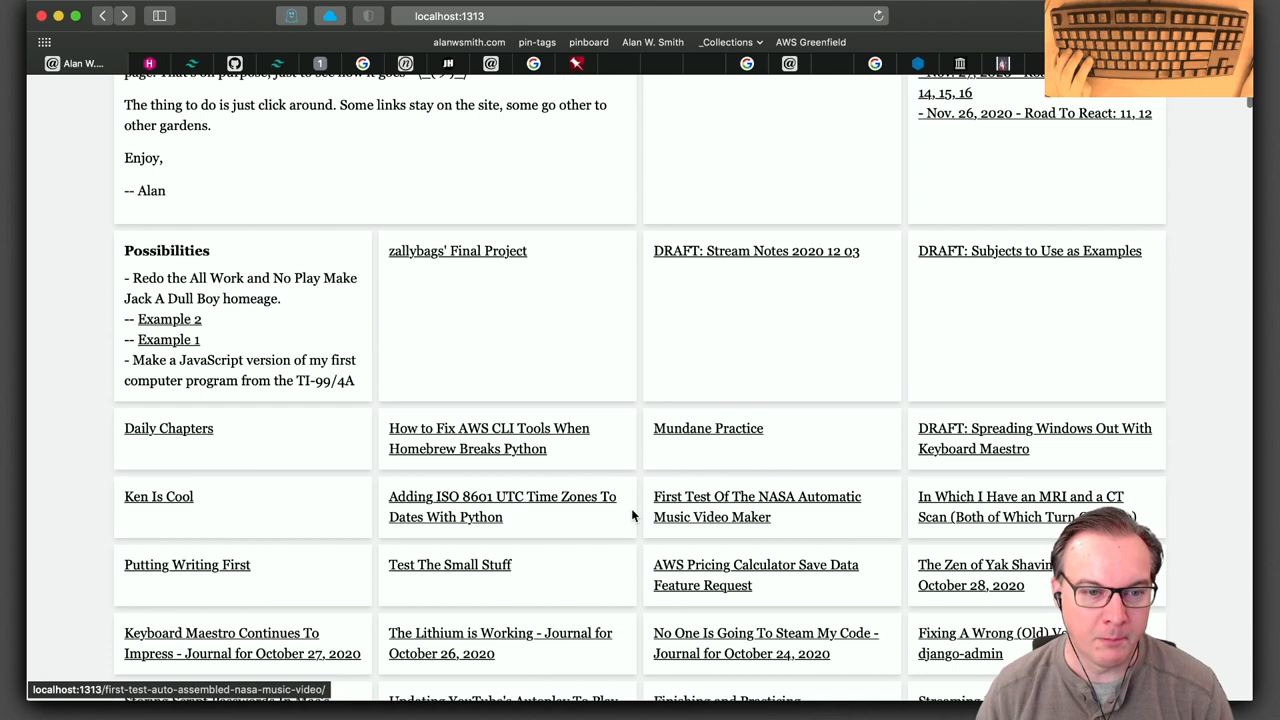 localhost:1313
alanwsmith.com pin-tags pinboard Alan W. Smith _Collections AWS Greenfield
Alan W....
The thing to do is just click around. Some links stay on the site, some go other to
other gardens.
Enjoy,
-- Alan
14, 15, 16
- Nov. 26, 2020 - Road To React: 11, 12
Possibilities
- Redo the All Work and No Play Make
Jack A Dull Boy homeage.
-- Example 2
-- Example 1
- Make a JavaScript version of my first
computer program from the TI-99/4A
zallybags' Final Project
DRAFT: Stream Notes 2020 12 03
DRAFT: Subjects to Use as Examples
Daily Chapters
How to Fix AWS CLI Tools When
Homebrew Breaks Python
Mundane Practice
DRAFT: Spreading Windows Out With
Keyboard Maestro
Ken Is Cool
Adding ISO 8601 UTC Time Zones To
Dates With Python
First Test Of The NASA Automatic
Music Video Maker
In Which I Have an MRI and a CT
Scan (Both of Which Turn
Putting Writing First
Test The Small Stuff
AWS Pricing Calculator Save Data
Feature Request
The Zen of Yak
October 28, 2020
Keyboard Maestro Continues To
Impress - Journal for October 27, 2020
The Lithium is Working - Journal for
October 26, 2020
No One Is Going To Steam My Code -
Journal for October 24, 2020
Fixing A Wrong (Old)
django-admin
localhost:1313/first-test-auto-assembled-nasa-music-video/
Updating YouTube's Autoplay To Play
Finishing and Practicing